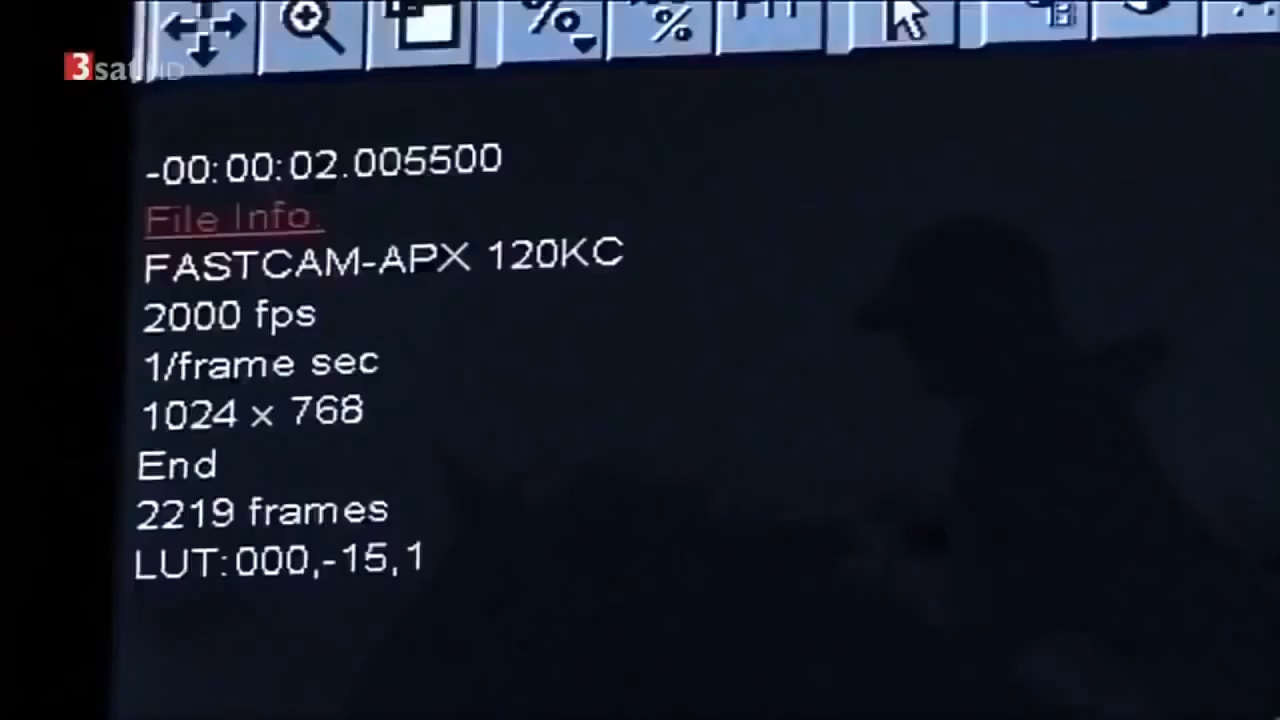 3sat HD
-00:00:02.005500
File Info.
FASTCAM-APX 120KC
2000 fps
1/frame sec
1024 x 768
End
2219 frames
LUT:000,-15,1